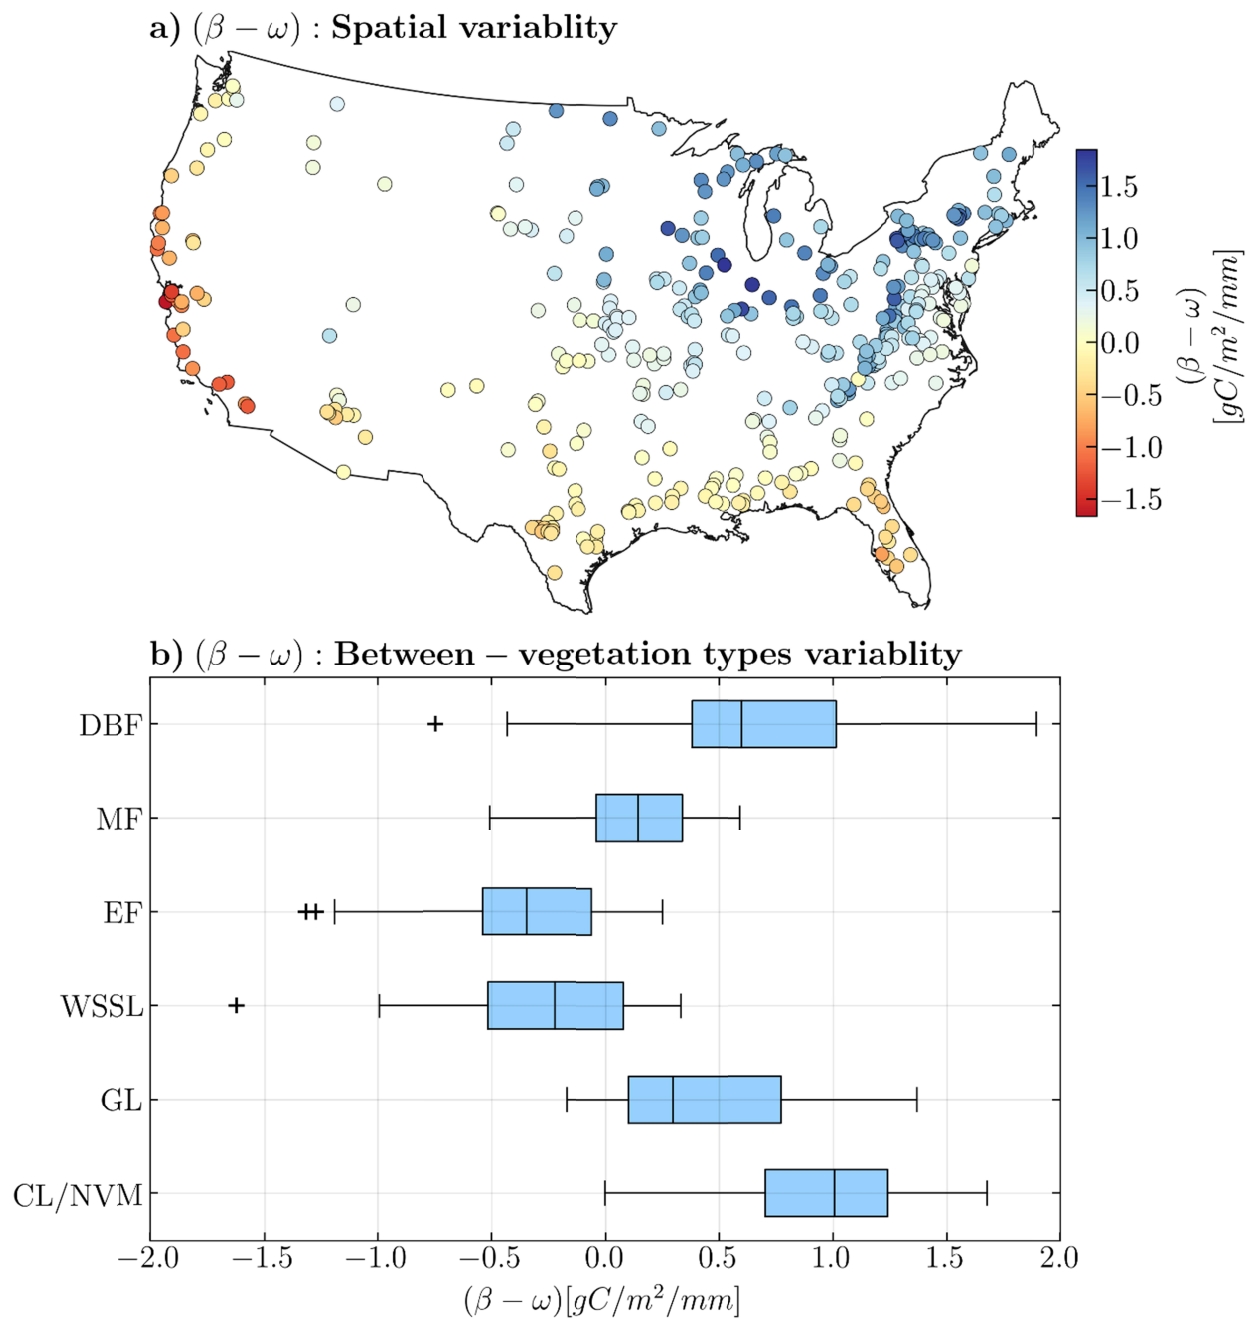 a) (β − ω) : Spatial variablity
1.5
1.0
0.5
0.0
−0.5
−1.0
−1.5
(β − ω)
[gC/m²/mm]
b) (β − ω) : Between − vegetation types variablity
DBF
MF
EF
WSSL
GL
CL/NVM
−2.0 −1.5 −1.0 −0.5 0.0 0.5 1.0 1.5 2.0
(β − ω)[gC/m²/mm]